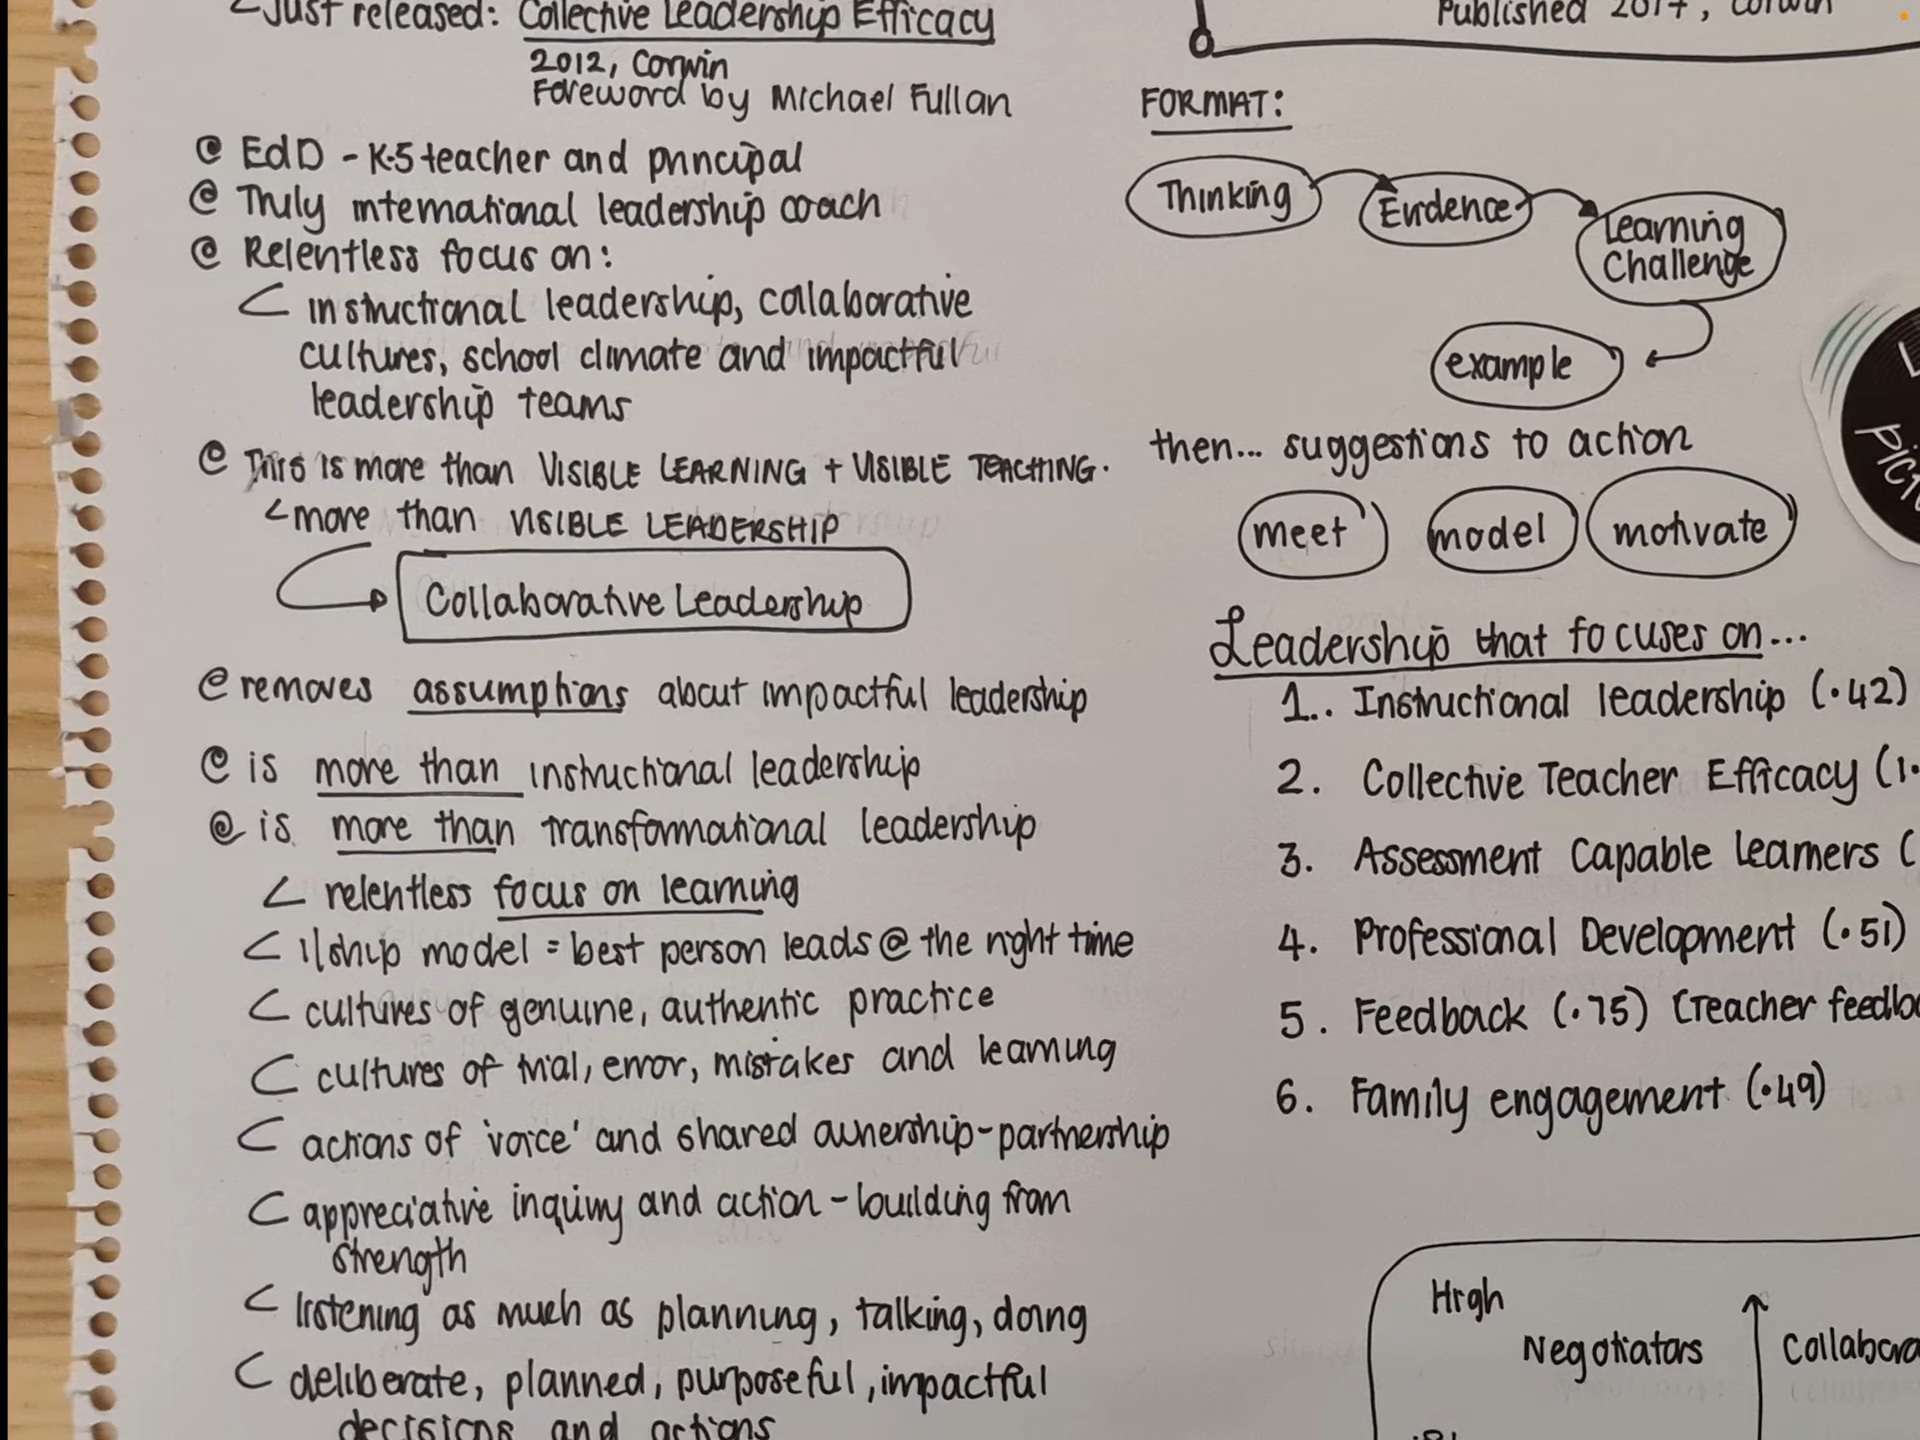 Just released: Collective Leadership Efficacy
2012, Corwin
Foreword by Michael Fullan
@ EdD - K-5 teacher and principal
@ Truly international leadership coach
@ Relentless focus on:
< instructional leadership, collaborative
cultures, school climate and impactful
leadership teams
@ This is more than VISIBLE LEARNING + VISIBLE TEACHING.
< more than VISIBLE LEADERSHIP
Collaborative Leadership
@ removes assumptions about impactful leadership
@ is more than instructional leadership
@ is more than transformational leadership
< relentless focus on learning
< l/ship model = best person leads @ the right time
< cultures of genuine, authentic practice
< cultures of trial, error, mistakes and learning
< actions of 'voice' and shared ownership-partnership
< appreciative inquiry and action - building from
strength
< listening as much as planning, talking, doing
< deliberate, planned, purposeful, impactful
decisions and actions
Published 2017, Corwin
FORMAT:
Thinking
Evidence
Learning
Challenge
example
then... suggestions to action
meet
model
motivate
Leadership that focuses on...
1.. Instructional leadership (.42)
2. Collective Teacher Efficacy (1.
3. Assessment Capable Learners (
4. Professional Development (.51)
5. Feedback (.75) (Teacher feedba
6. Family engagement (.49)
High
Negotiators
Collabora